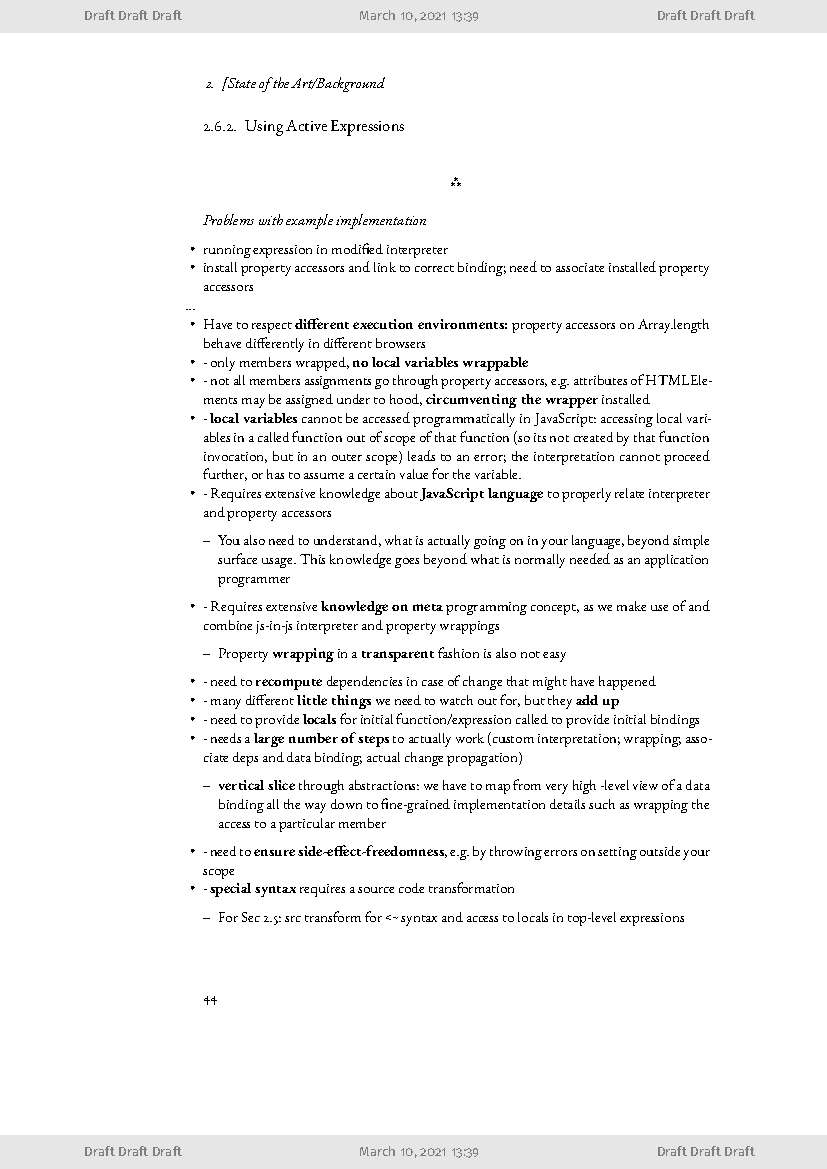 Draft Draft Draft March 10, 2021 13:39 Draft Draft Draft
2. [State of the Art/Background
2.6.2. Using Active Expressions
⁂
Problems with example implementation
• running expression in modified interpreter
• install property accessors and link to correct binding; need to associate installed property
accessors
...
• Have to respect different execution environments: property accessors on Array.length
behave differently in different browsers
• - only members wrapped, no local variables wrappable
• - not all members assignments go through property accessors, e.g. attributes of HTMLEle-
ments may be assigned under to hood, circumventing the wrapper installed
• - local variables cannot be accessed programmatically in JavaScript: accessing local vari-
ables in a called function out of scope of that function (so its not created by that function
invocation, but in an outer scope) leads to an error; the interpretation cannot proceed
further, or has to assume a certain value for the variable.
• - Requires extensive knowledge about JavaScript language to properly relate interpreter
and property accessors
– You also need to understand, what is actually going on in your language, beyond simple
surface usage. This knowledge goes beyond what is normally needed as an application
programmer
• - Requires extensive knowledge on meta programming concept, as we make use of and
combine js-in-js interpreter and property wrappings
– Property wrapping in a transparent fashion is also not easy
• - need to recompute dependencies in case of change that might have happened
• - many different little things we need to watch out for, but they add up
• - need to provide locals for initial function/expression called to provide initial bindings
• - needs a large number of steps to actually work (custom interpretation; wrapping; asso-
ciate deps and data binding; actual change propagation)
– vertical slice through abstractions: we have to map from very high -level view of a data
binding all the way down to fine-grained implementation details such as wrapping the
access to a particular member
• - need to ensure side-effect-freedomness, e.g. by throwing errors on setting outside your
scope
• - special syntax requires a source code transformation
– For Sec 2.5: src transform for <~ syntax and access to locals in top-level expressions
44
Draft Draft Draft March 10, 2021 13:39 Draft Draft Draft